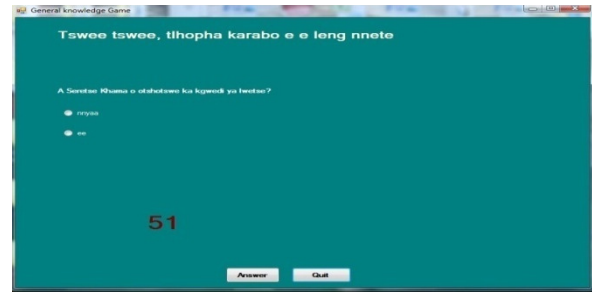 General knowledge Game
Tswee tswee, tlhopha karabo e e leng nnete
A Seretse Khama o otshotswe ka kgwedi ya lwetse?
nnyaa
ee
51
Answer Quit